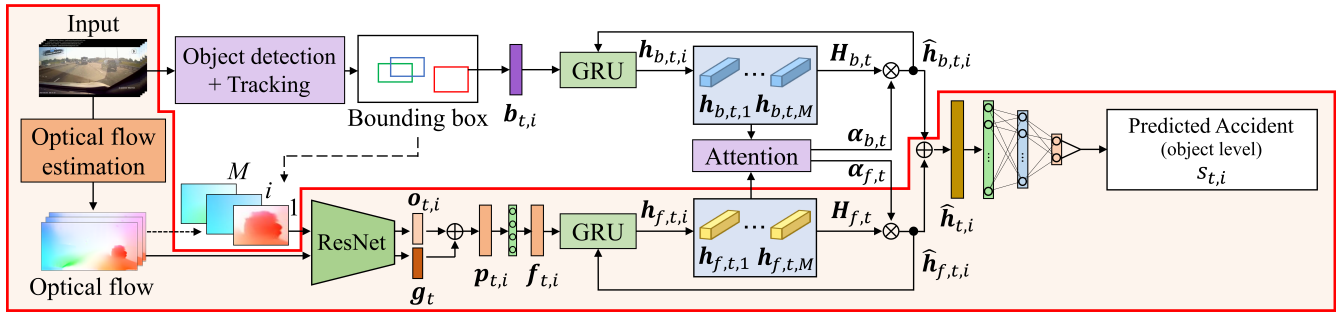 Input
Object detection
+ Tracking
Bounding box
b_{t,i}
GRU
h_{b,t,i}
... 
h_{b,t,1} h_{b,t,M}
H_{b,t}
⊗
ĥ_{b,t,i}
α_{b,t}
Attention
α_{f,t}
Optical flow
estimation
M
i
1
Optical flow
ResNet
o_{t,i}
g_t
⊕
p_{t,i}
f_{t,i}
GRU
h_{f,t,i}
...
h_{f,t,1} h_{f,t,M}
H_{f,t}
⊗
ĥ_{f,t,i}
⊕
ĥ_{t,i}
...
...
Predicted Accident
(object level)
s_{t,i}